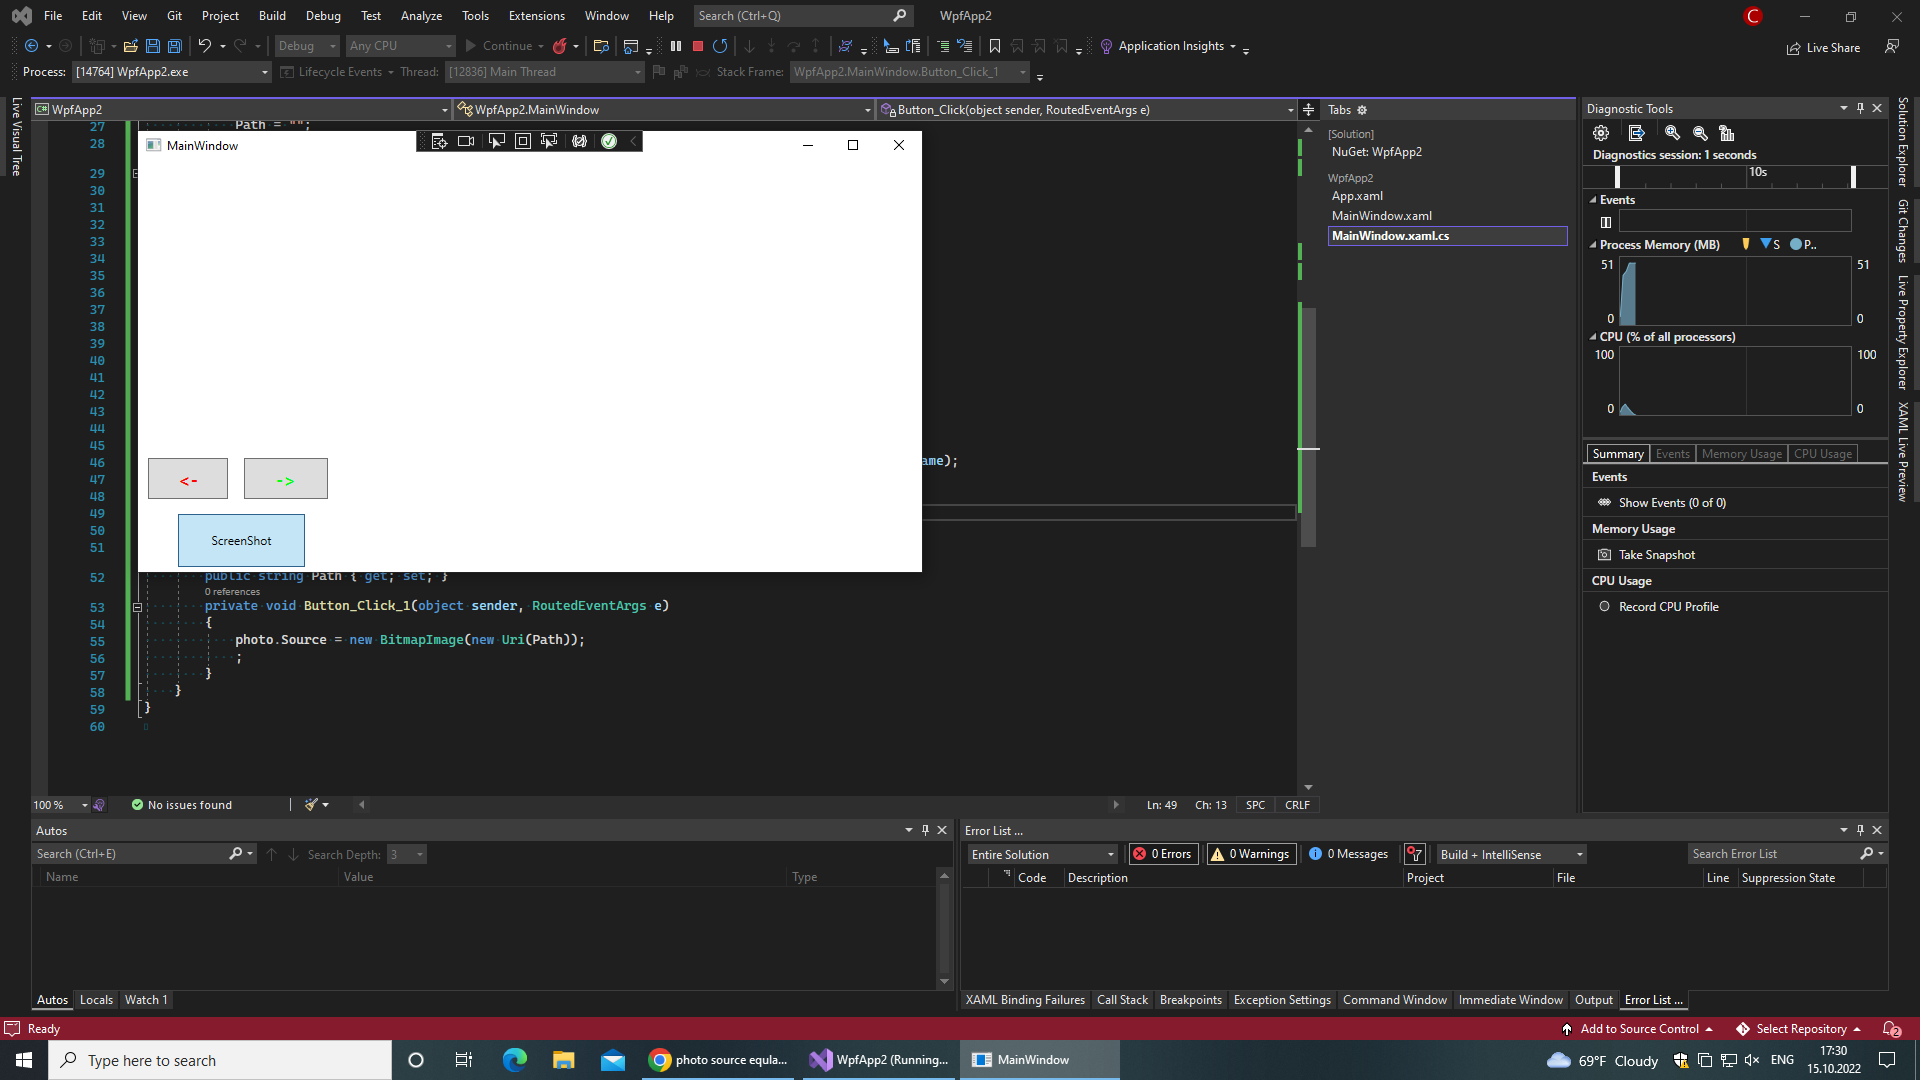 File Edit View Git Project Build Debug Test Analyze Tools Extensions Window Help Search (Ctrl+Q) WpfApp2 C
Debug Any CPU Continue Application Insights Live Share
Process: [14764] WpfApp2.exe Lifecycle Events Thread: [12836] Main Thread Stack Frame: WpfApp2.MainWindow.Button_Click_1
Live Visual Tree
WpfApp2 WpfApp2.MainWindow Button_Click(object sender, RoutedEventArgs e)
27 Path = "";
28
29
30
31
32
33
34
35
36
37
38
39
40
41
42
43
44
45
46 ame);
47
48
49
50
51
52 public string Path { get; set; }
0 references
53 private void Button_Click_1(object sender, RoutedEventArgs e)
54 {
55 photo.Source = new BitmapImage(new Uri(Path));
56 ;
57 }
58 }
59 }
60
MainWindow
<-
->
ScreenShot
100 % No issues found Ln: 49 Ch: 13 SPC CRLF
Tabs
[Solution]
NuGet: WpfApp2
WpfApp2
App.xaml
MainWindow.xaml
MainWindow.xaml.cs
Diagnostic Tools
Diagnostics session: 1 seconds
10s
Events
Process Memory (MB) S P..
51 51
0 0
CPU (% of all processors)
100 100
0 0
Summary Events Memory Usage CPU Usage
Events
Show Events (0 of 0)
Memory Usage
Take Snapshot
CPU Usage
Record CPU Profile
Solution Explorer
Git Changes
Live Property Explorer
XAML Live Preview
Autos
Search (Ctrl+E) Search Depth: 3
Name Value Type
Autos Locals Watch 1
Error List ...
Entire Solution 0 Errors 0 Warnings 0 Messages Build + IntelliSense Search Error List
Code Description Project File Line Suppression State
XAML Binding Failures Call Stack Breakpoints Exception Settings Command Window Immediate Window Output Error List ...
Ready Add to Source Control Select Repository 2
Type here to search photo source equla... WpfApp2 (Running... MainWindow 69°F Cloudy ENG 17:30
15.10.2022